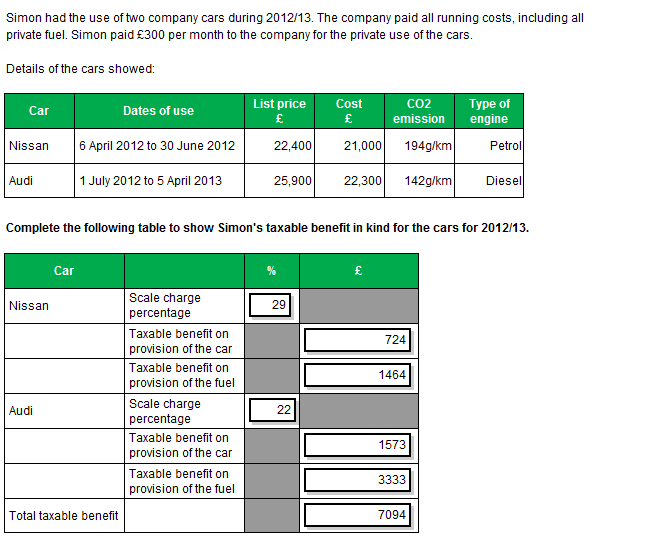 Simon had the use of two company cars during 2012/13. The company paid all running costs, including all
private fuel. Simon paid £300 per month to the company for the private use of the cars.
Details of the cars showed:
Car Dates of use List price £ Cost £ CO2 emission Type of engine
Nissan 6 April 2012 to 30 June 2012 22,400 21,000 194g/km Petrol
Audi 1 July 2012 to 5 April 2013 25,900 22,300 142g/km Diesel
Complete the following table to show Simon's taxable benefit in kind for the cars for 2012/13.
Car % £
Nissan Scale charge percentage 29
Taxable benefit on provision of the car 724
Taxable benefit on provision of the fuel 1464
Audi Scale charge percentage 22
Taxable benefit on provision of the car 1573
Taxable benefit on provision of the fuel 3333
Total taxable benefit 7094